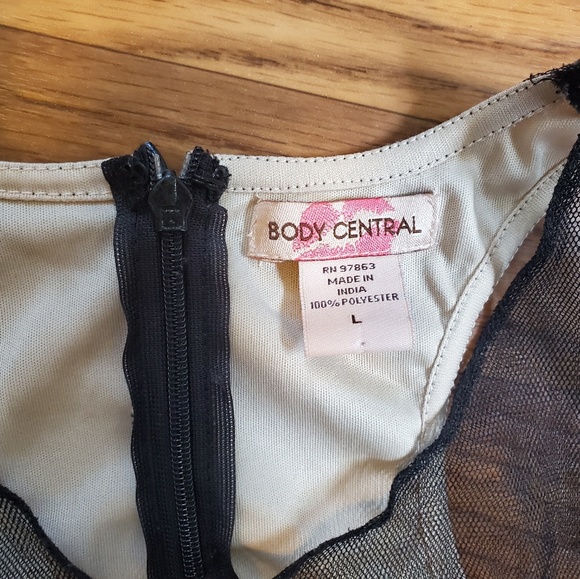 BODY CENTRAL
RN 97863
MADE IN
INDIA
100% POLYESTER
L